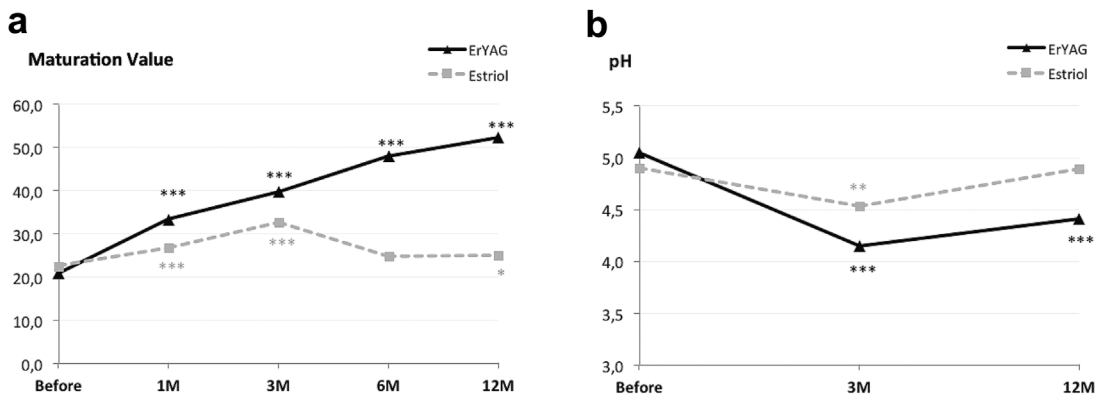 a
Maturation Value
ErYAG
Estriol
60,0
50,0
40,0
30,0
20,0
10,0
0,0
***
***
***
***
***
***
*
Before 1M 3M 6M 12M
b
pH
ErYAG
Estriol
5,5
5,0
4,5
4,0
3,5
3,0
**
***
***
Before 3M 12M